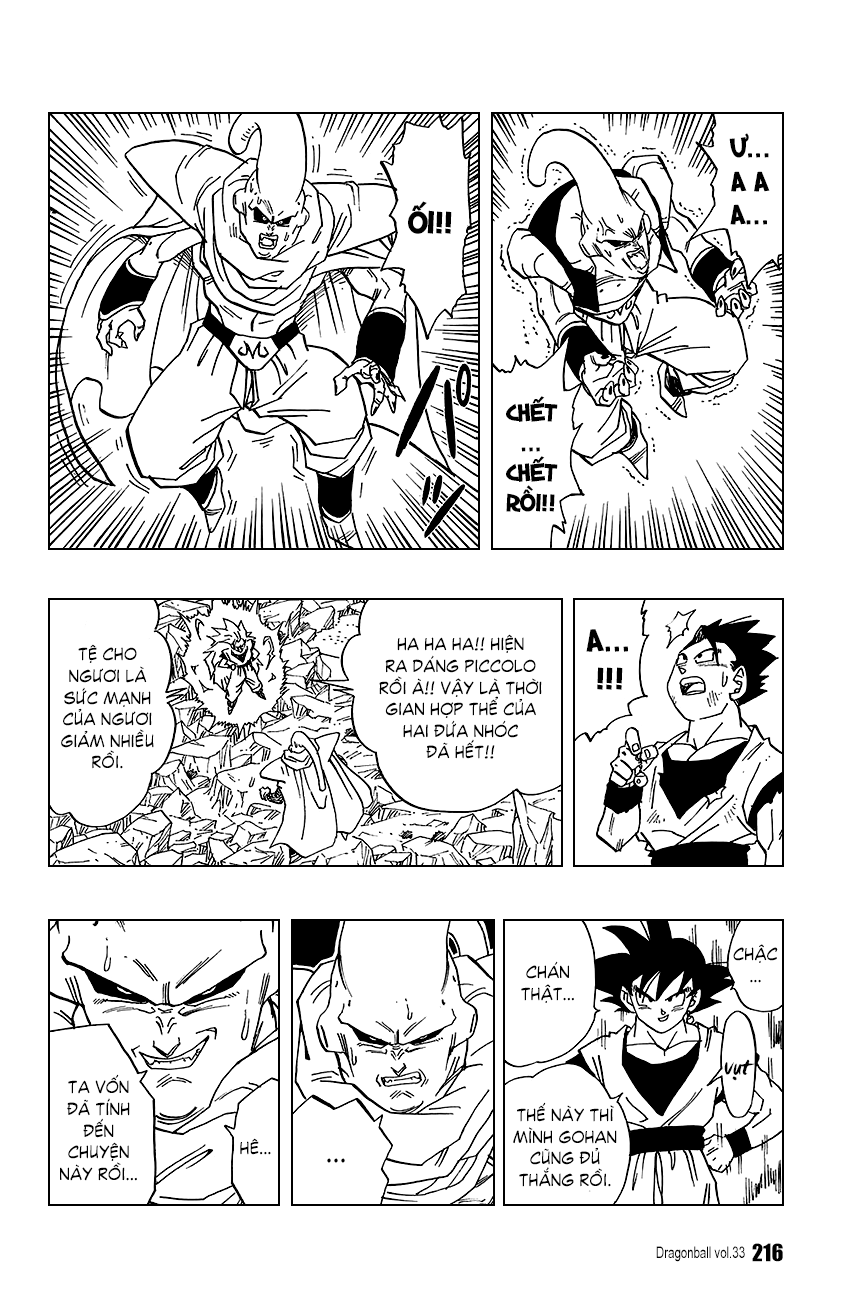 Ư...
A A
A...
CHẾT
...
CHẾT
RỒI!!
ỐI!!
A...
!!!
HA HA HA!! HIỆN
RA DÁNG PICCOLO
RỒI À!! VẬY LÀ THỜI
GIAN HỢP THỂ CỦA
HAI ĐỨA NHÓC
ĐÀ HẾT!!
TỆ CHO
NGƯƠI LÀ
SỨC MẠNH
CỦA NGƯƠI
GIẢM NHIỀU
RỒI.
CHẬC
...
CHÁN
THẬT...
VỤT
THẾ NÀY THÌ
MÌNH GOHAN
CŨNG ĐỦ
THẮNG RỒI.
...
HÊ...
TA VỐN
ĐÃ TÍNH
ĐẾN
CHUYỆN
NÀY RỒI...
Dragonball vol.33 216